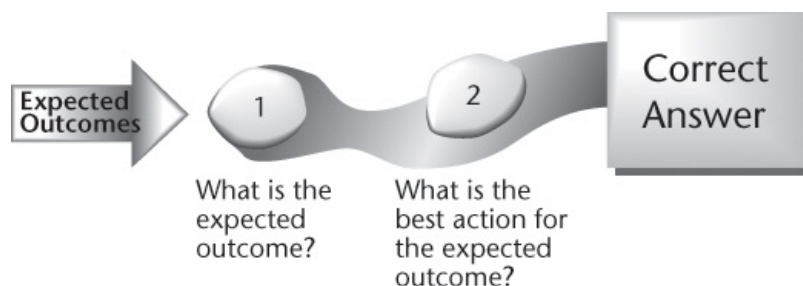 Expected
Outcomes
1
What is the
expected
outcome?
2
What is the
best action for
the expected
outcome?
Correct
Answer